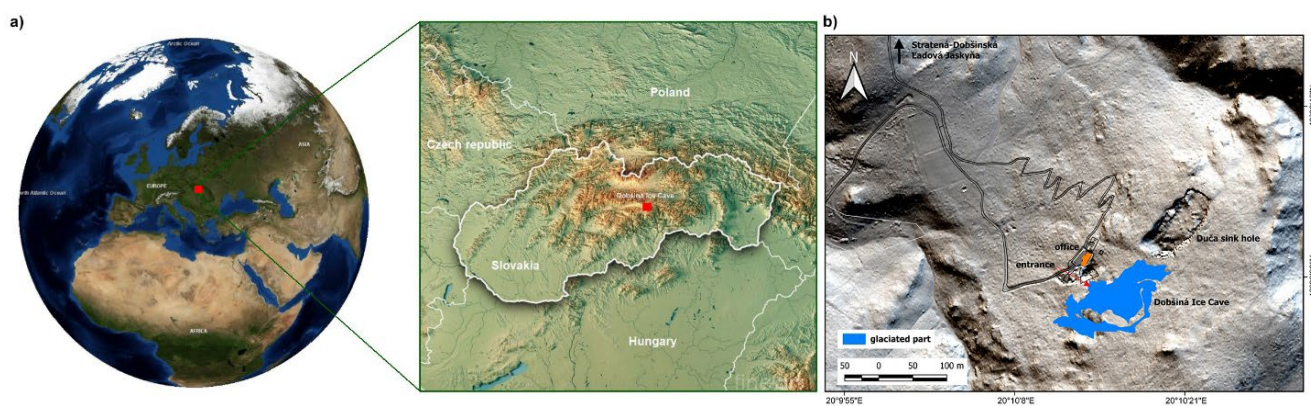 a)
Arctic Ocean
ASIA
EUROPE
North Atlantic Ocean
AFRICA
Poland
Czech republic
Dobšiná Ice Cave
Slovakia
Hungary
b)
Stratená-Dobšinská
Ľadová Jaskyňa
N
Duča sink hole
office
entrance
Dobšiná Ice Cave
glaciated part
50 0 50 100 m
20°9'55"E 20°10'8"E 20°10'21"E